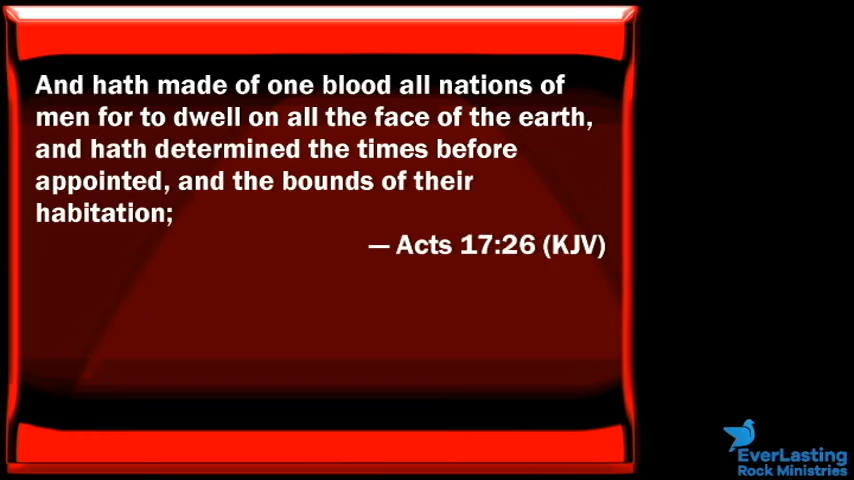 And hath made of one blood all nations of
men for to dwell on all the face of the earth,
and hath determined the times before
appointed, and the bounds of their
habitation;
— Acts 17:26 (KJV)
EverLasting
Rock Ministries